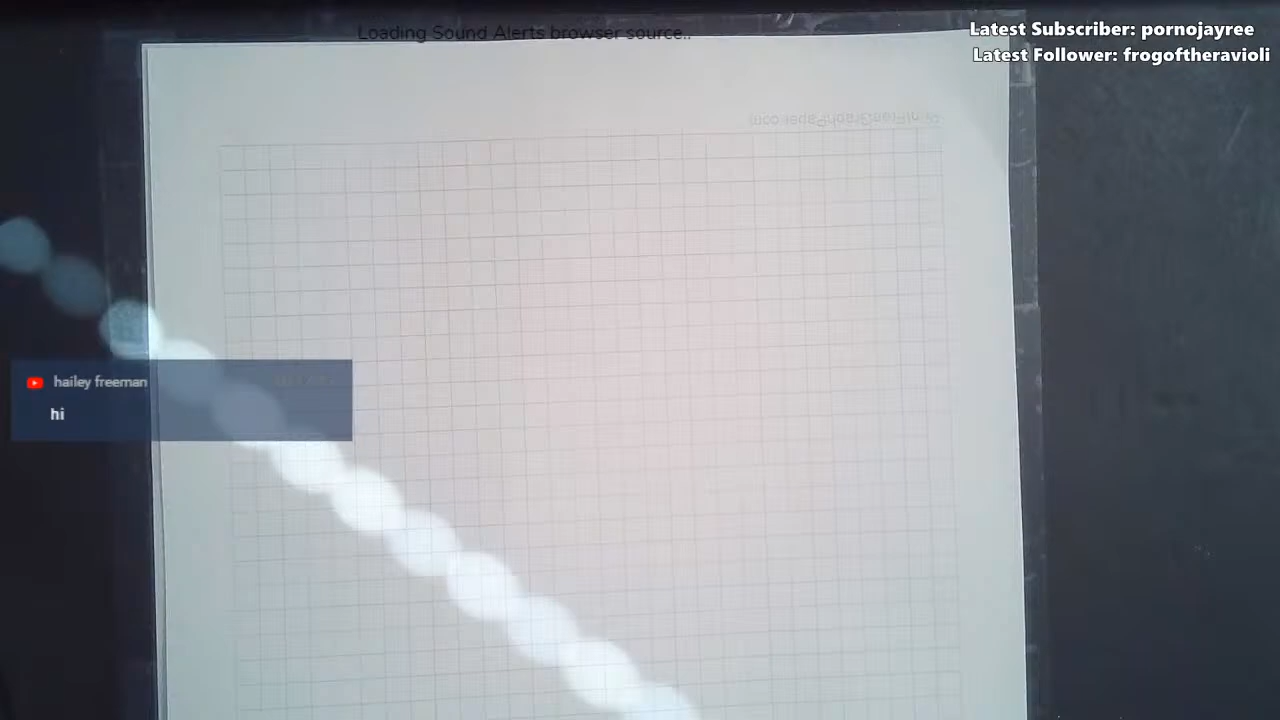 Loading Sound Alerts browser source..
Latest Subscriber: pornojayree
Latest Follower: frogoftheravioli
hailey freeman
hi